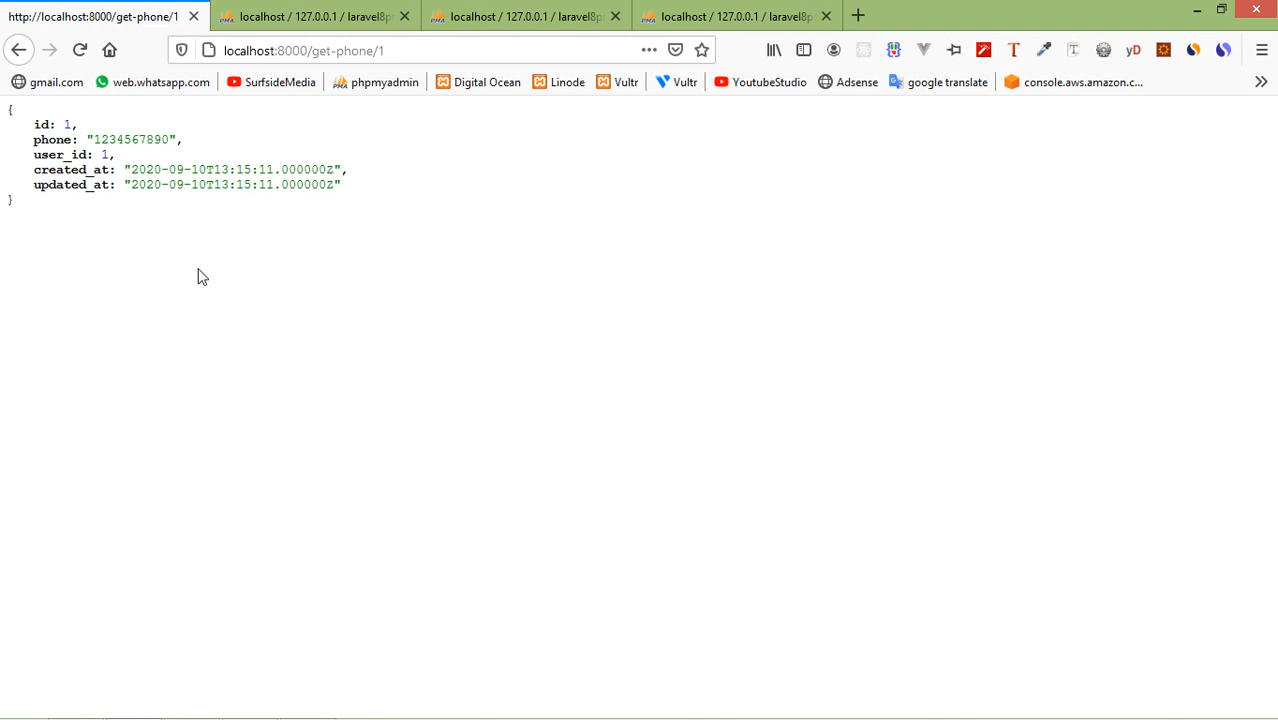 http://localhost:8000/get-phone/1
localhost / 127.0.0.1 / laravel8p
localhost / 127.0.0.1 / laravel8p
localhost / 127.0.0.1 / laravel8p
localhost:8000/get-phone/1
gmail.com web.whatsapp.com SurfsideMedia phpmyadmin Digital Ocean Linode Vultr Vultr YoutubeStudio Adsense google translate console.aws.amazon.c...
{
id: 1,
phone: "1234567890",
user_id: 1,
created_at: "2020-09-10T13:15:11.000000Z",
updated_at: "2020-09-10T13:15:11.000000Z"
}